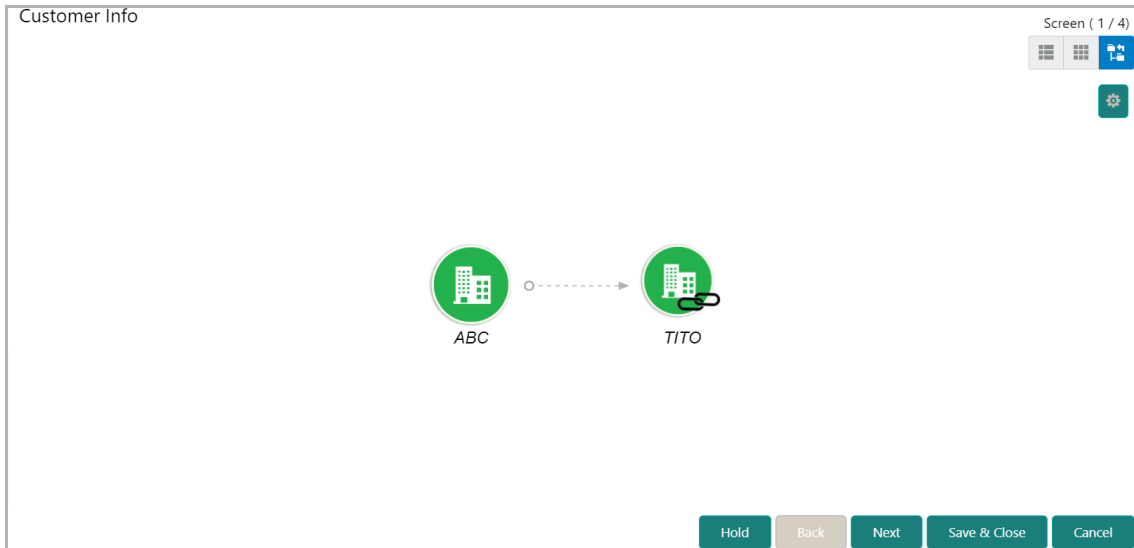 Customer Info
Screen ( 1 / 4)
ABC
TITO
Hold
Back
Next
Save & Close
Cancel